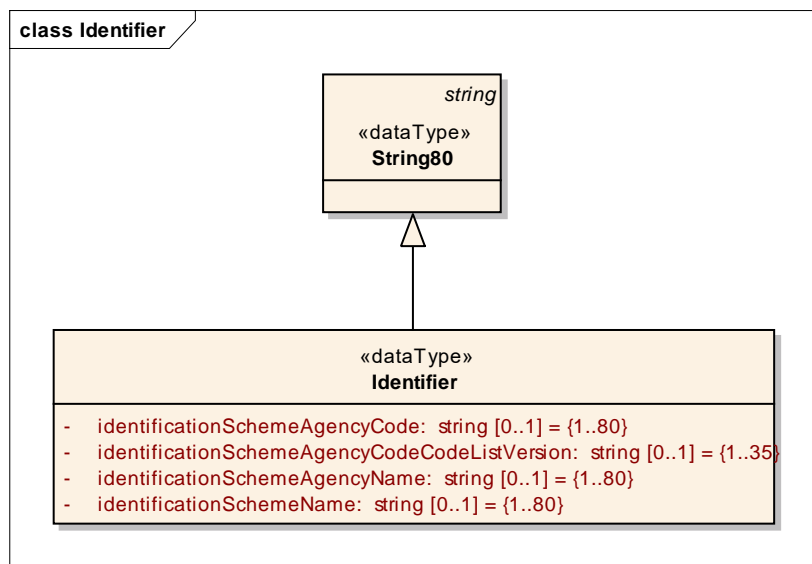 class Identifier
string
«dataType»
String80
«dataType»
Identifier
- identificationSchemeAgencyCode: string [0..1] = {1..80}
- identificationSchemeAgencyCodeCodeListVersion: string [0..1] = {1..35}
- identificationSchemeAgencyName: string [0..1] = {1..80}
- identificationSchemeName: string [0..1] = {1..80}